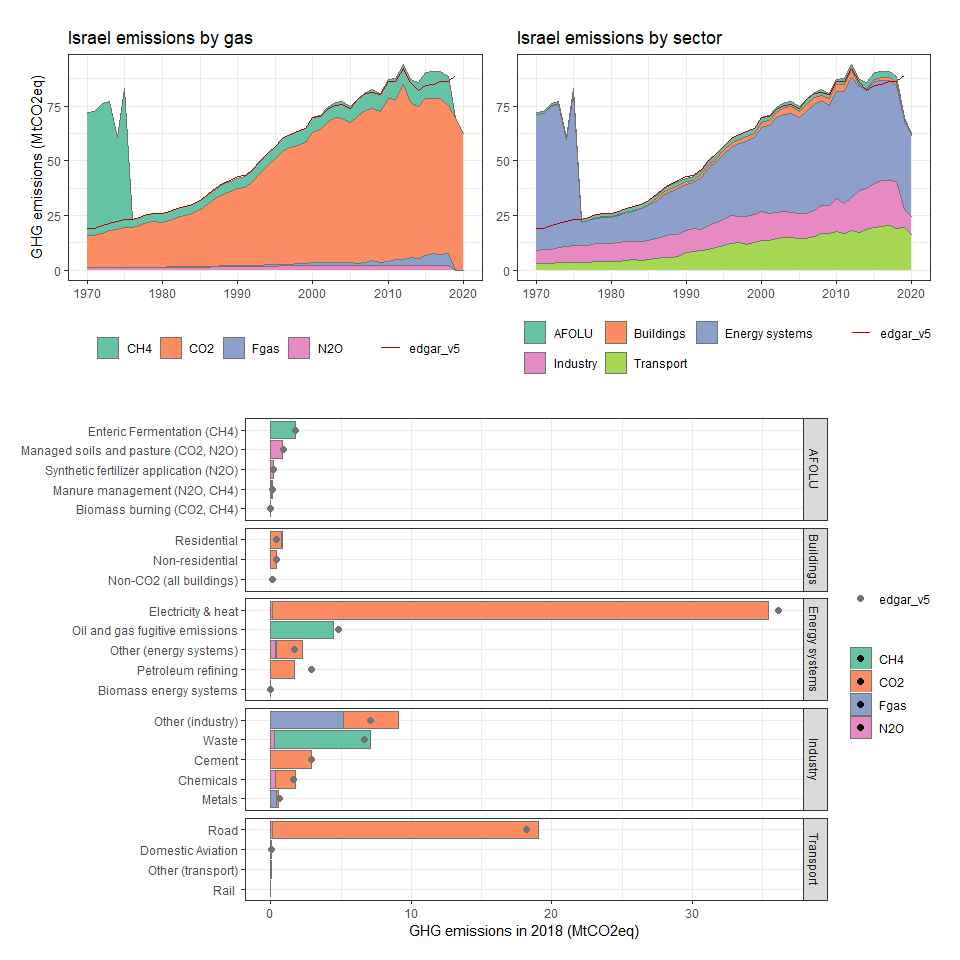 Israel emissions by gas
GHG emissions (MtCO2eq)
75
50
25
0
1970
1980
1990
2000
2010
2020
CH4
CO2
Fgas
N2O
edgar_v5
Israel emissions by sector
75
50
25
0
1970
1980
1990
2000
2010
2020
AFOLU
Buildings
Energy systems
edgar_v5
Industry
Transport
Enteric Fermentation (CH4)
Managed soils and pasture (CO2, N2O)
Synthetic fertilizer application (N2O)
Manure management (N2O, CH4)
Biomass burning (CO2, CH4)
AFOLU
Residential
Non-residential
Non-CO2 (all buildings)
Buildings
Electricity & heat
Oil and gas fugitive emissions
Other (energy systems)
Petroleum refining
Biomass energy systems
Energy systems
Other (industry)
Waste
Cement
Chemicals
Metals
Industry
Road
Domestic Aviation
Other (transport)
Rail
Transport
0
10
20
30
GHG emissions in 2018 (MtCO2eq)
edgar_v5
CH4
CO2
Fgas
N2O